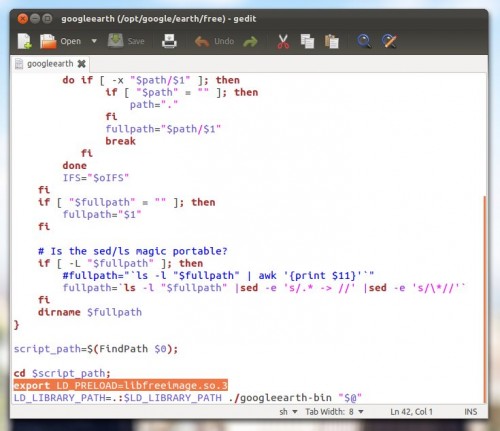 googleearth (/opt/google/earth/free) - gedit
Open Save Undo
googleearth
do if [ -x "$path/$1" ]; then
if [ "$path" = "" ]; then
path="."
fi
fullpath="$path/$1"
break
fi
done
IFS="$oIFS"
fi
if [ "$fullpath" = "" ]; then
fullpath="$1"
fi
# Is the sed/ls magic portable?
if [ -L "$fullpath" ]; then
#fullpath="`ls -l "$fullpath" | awk '{print $11}'`"
fullpath=`ls -l "$fullpath" |sed -e 's/.* -> //' |sed -e 's/\*//'`
fi
dirname $fullpath
}
script_path=$(FindPath $0);
cd $script_path;
export LD_PRELOAD=libfreeimage.so.3
LD_LIBRARY_PATH=.:$LD_LIBRARY_PATH ./googleearth-bin "$@"
sh Tab Width: 8 Ln 42, Col 1 INS